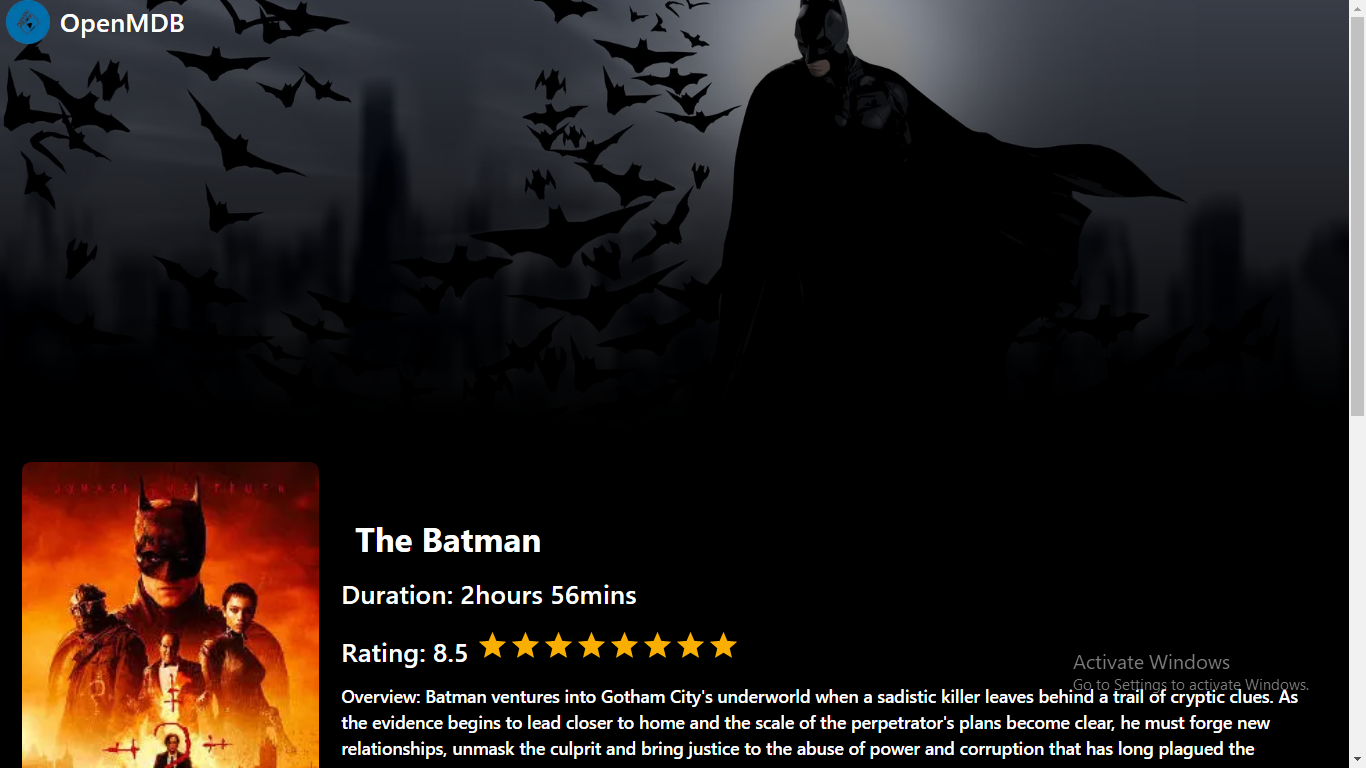 OpenMDB
The Batman
Duration: 2hours 56mins
Rating: 8.5
Activate Windows
Go to Settings to activate Windows.
Overview: Batman ventures into Gotham City's underworld when a sadistic killer leaves behind a trail of cryptic clues. As
the evidence begins to lead closer to home and the scale of the perpetrator's plans become clear, he must forge new
relationships, unmask the culprit and bring justice to the abuse of power and corruption that has long plagued the